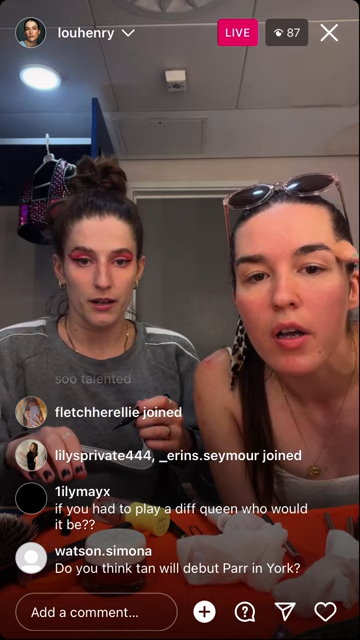 louhenry
LIVE
87
soo talented
fletchherellie joined
lilysprivate444, _erins.seymour joined
1ilymayx
if you had to play a diff queen who would
it be??
watson.simona
Do you think tan will debut Parr in York?
Add a comment...